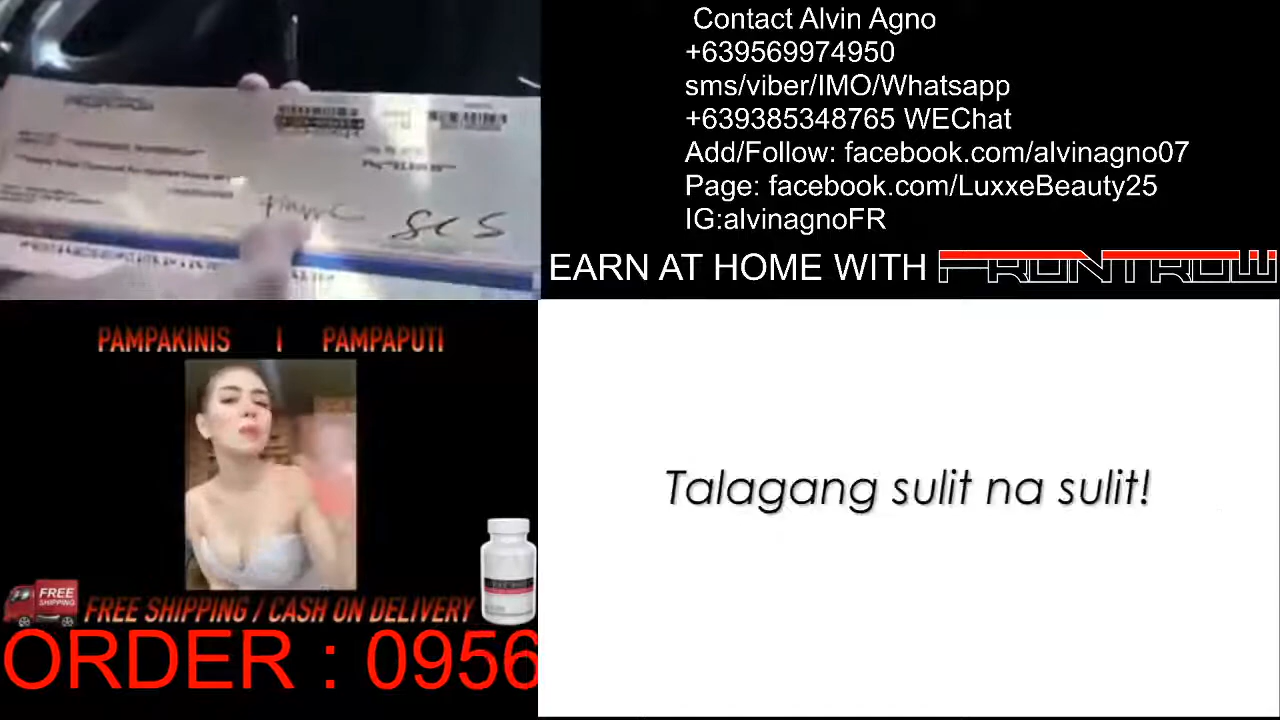 Contact Alvin Agno
+639569974950
sms/viber/IMO/Whatsapp
+639385348765 WEChat
Add/Follow: facebook.com/alvinagno07
Page: facebook.com/LuxxeBeauty25
IG:alvinagnoFR
EARN AT HOME WITH FRONTROW
SCS
PAMPAKINIS | PAMPAPUTI
FREE
SHIPPING
FREE SHIPPING / CASH ON DELIVERY
ORDER : 0956
Talagang sulit na sulit!